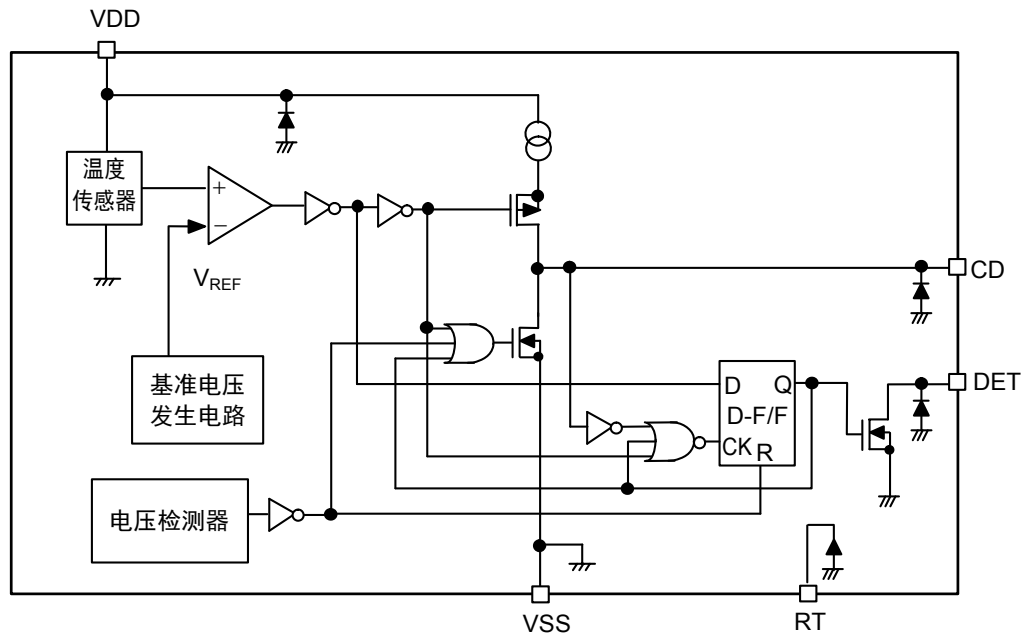 VDD
温度
传感器
+
−
VREF
CD
基准电压
发生电路
D Q
D-F/F
CK R
DET
电压检测器
VSS
RT